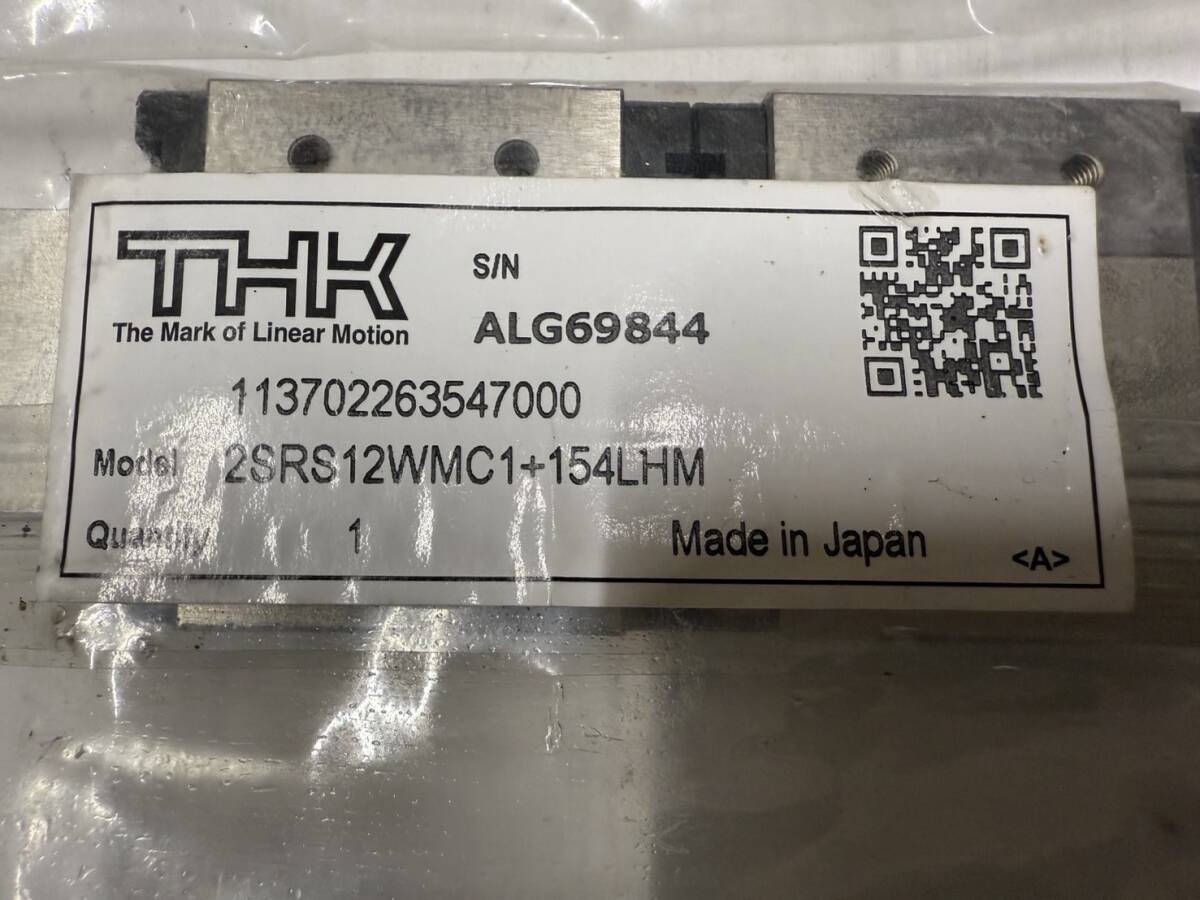 THK
The Mark of Linear Motion
S/N
ALG69844
113702263547000
Model 2SRS12WMC1+154LHM
Quantity 1 Made in Japan <A>